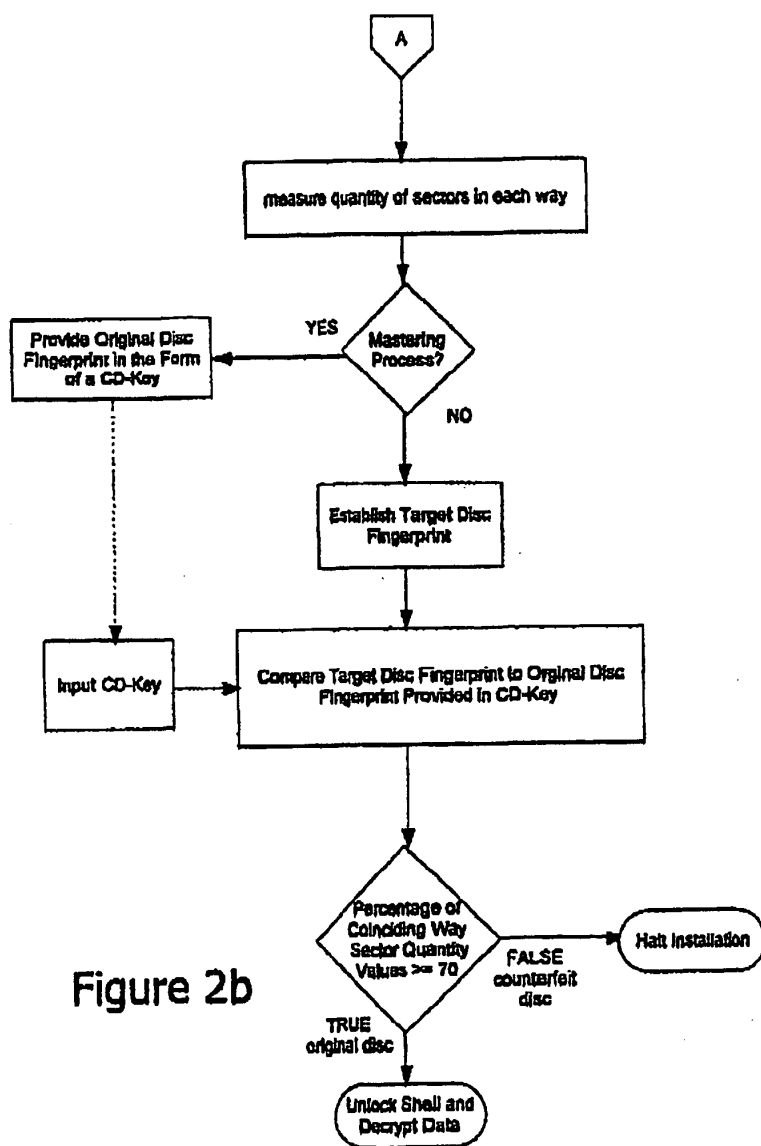 A
measure quantity of sectors in each way
Mastering
Process?
YES
NO
Provide Original Disc
Fingerprint in the Form
of a CD-Key
Establish Target Disc
Fingerprint
Input CD-Key
Compare Target Disc Fingerprint to Orginal Disc
Fingerprint Provided in CD-Key
Percentage of
Coinciding Way
Sector Quantity
Values >= 70
FALSE
counterfeit
disc
Halt Installation
TRUE
original disc
Unlock Shell and
Decrypt Data
Figure 2b